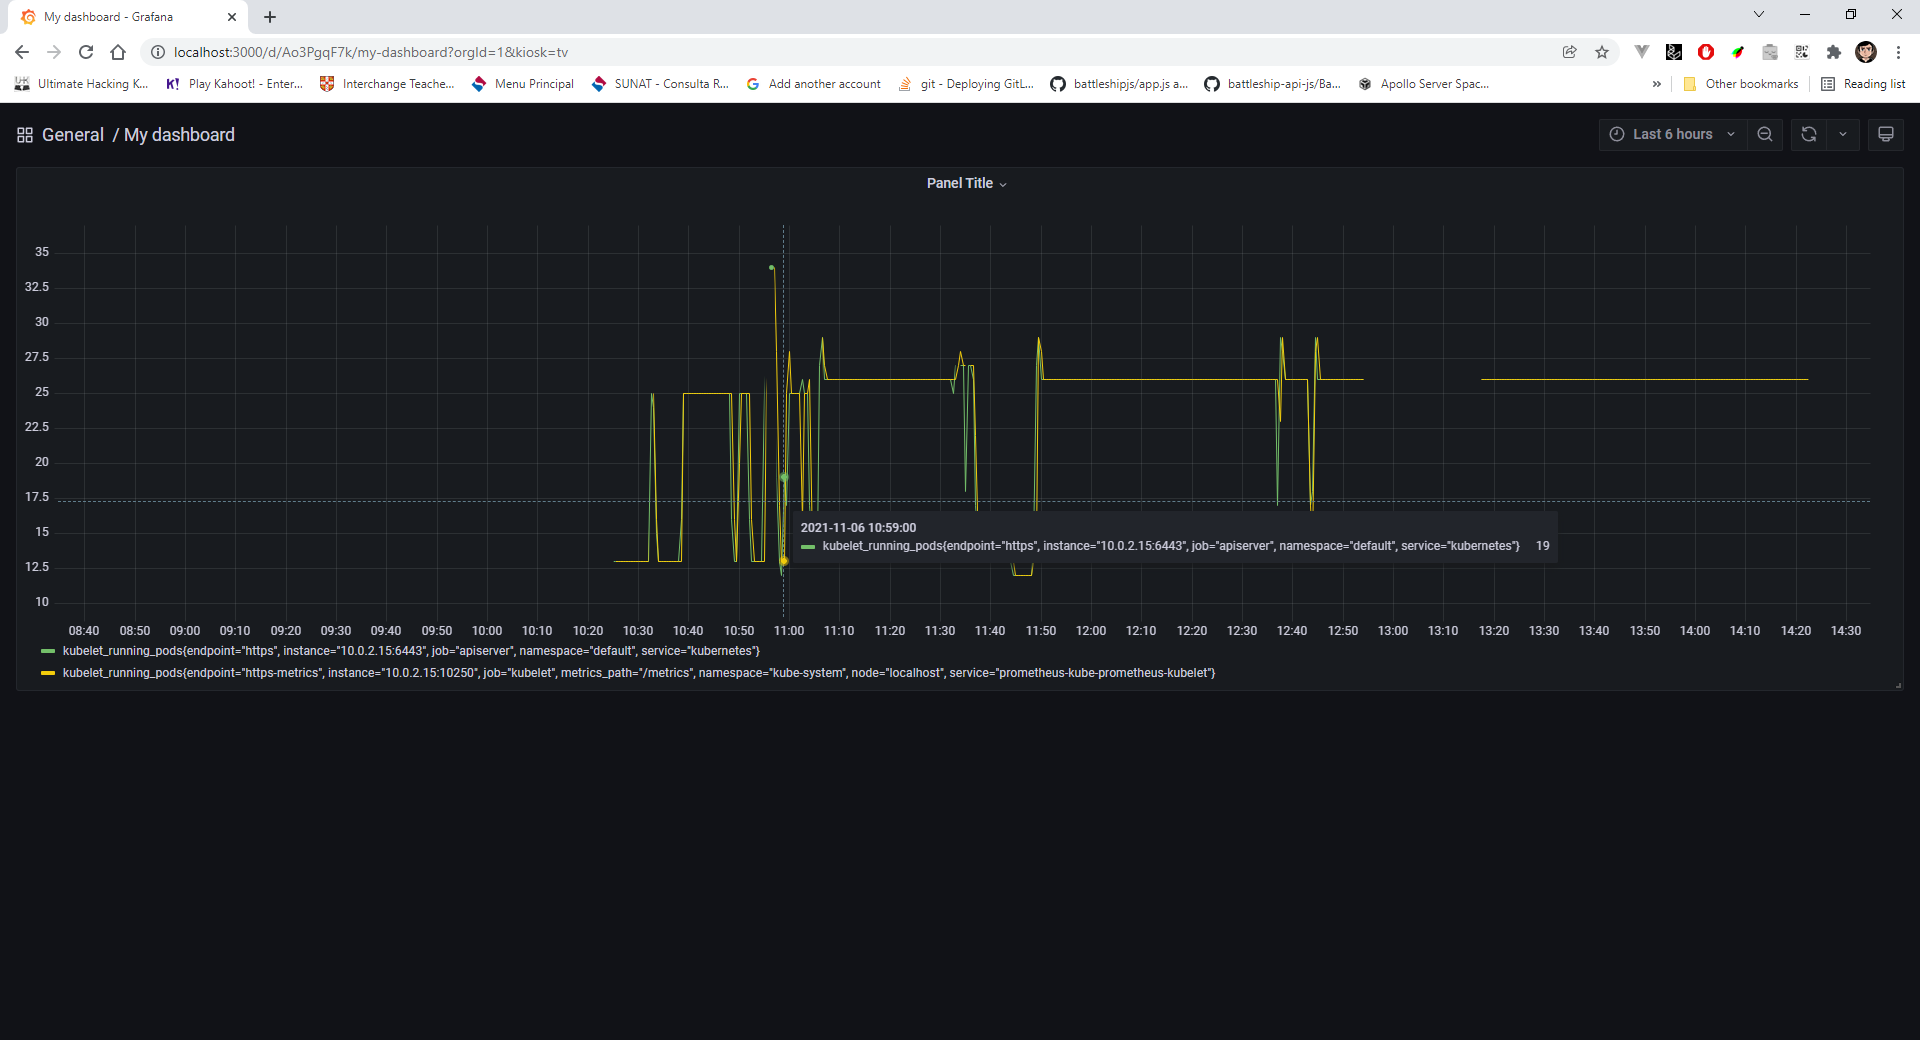 My dashboard - Grafana
localhost:3000/d/Ao3PgqF7k/my-dashboard?orgId=1&kiosk=tv
Ultimate Hacking K... Play Kahoot! - Enter... Interchange Teache... Menu Principal SUNAT - Consulta R... Add another account git - Deploying GitL... battleshipjs/app.js a... battleship-api-js/Ba... Apollo Server Spac... » Other bookmarks Reading list
General / My dashboard Last 6 hours
Panel Title
35
32.5
30
27.5
25
22.5
20
17.5
15
12.5
10
2021-11-06 10:59:00
kubelet_running_pods{endpoint="https", instance="10.0.2.15:6443", job="apiserver", namespace="default", service="kubernetes"} 19
08:40 08:50 09:00 09:10 09:20 09:30 09:40 09:50 10:00 10:10 10:20 10:30 10:40 10:50 11:00 11:10 11:20 11:30 11:40 11:50 12:00 12:10 12:20 12:30 12:40 12:50 13:00 13:10 13:20 13:30 13:40 13:50 14:00 14:10 14:20 14:30
kubelet_running_pods{endpoint="https", instance="10.0.2.15:6443", job="apiserver", namespace="default", service="kubernetes"}
kubelet_running_pods{endpoint="https-metrics", instance="10.0.2.15:10250", job="kubelet", metrics_path="/metrics", namespace="kube-system", node="localhost", service="prometheus-kube-prometheus-kubelet"}